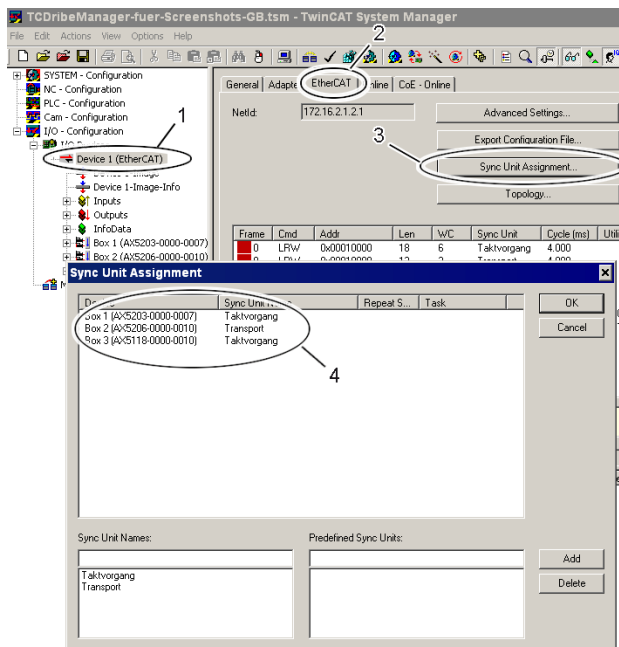 TCDribeManager-fuer-Screenshots-GB.tsm - TwinCAT System Manager
File Edit Actions View Options Help
2
SYSTEM - Configuration
NC - Configuration
PLC - Configuration
Cam - Configuration
I/O - Configuration
1
Device 1 (EtherCAT)
Device 1-Image-Info
Inputs
Outputs
InfoData
Box 1 (AX5203-0000-0007)
Box 2 (AX5206-0000-0010)
General EtherCAT CoE - Online
NetId: 172.16.2.1.2.1 Advanced Settings...
3
Export Configuration File...
Sync Unit Assignment...
Topology...
Frame Cmd Addr Len WC Sync Unit Cycle (ms)
0 LRW 0x00010000 18 6 Taktvorgang 4.000
Sync Unit Assignment
Repeat S... Task OK
Box 1 (AX5203-0000-0007) Taktvorgang
Box 2 (AX5206-0000-0010) Transport Cancel
Box 3 (AX5118-0000-0010) Taktvorgang
4
Sync Unit Names: Predefined Sync Units:
Add
Taktvorgang
Transport Delete